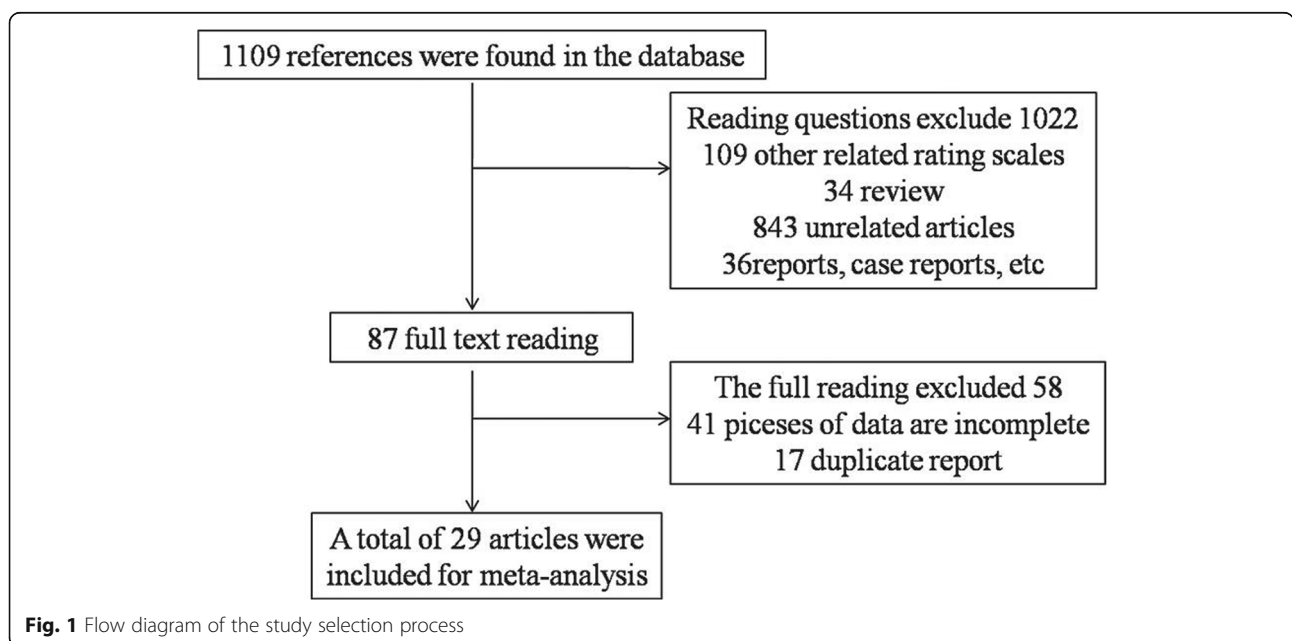 1109 references were found in the database
Reading questions exclude 1022
109 other related rating scales
34 review
843 unrelated articles
36reports, case reports, etc
87 full text reading
The full reading excluded 58
41 piceses of data are incomplete
17 duplicate report
A total of 29 articles were
included for meta-analysis
Fig. 1 Flow diagram of the study selection process